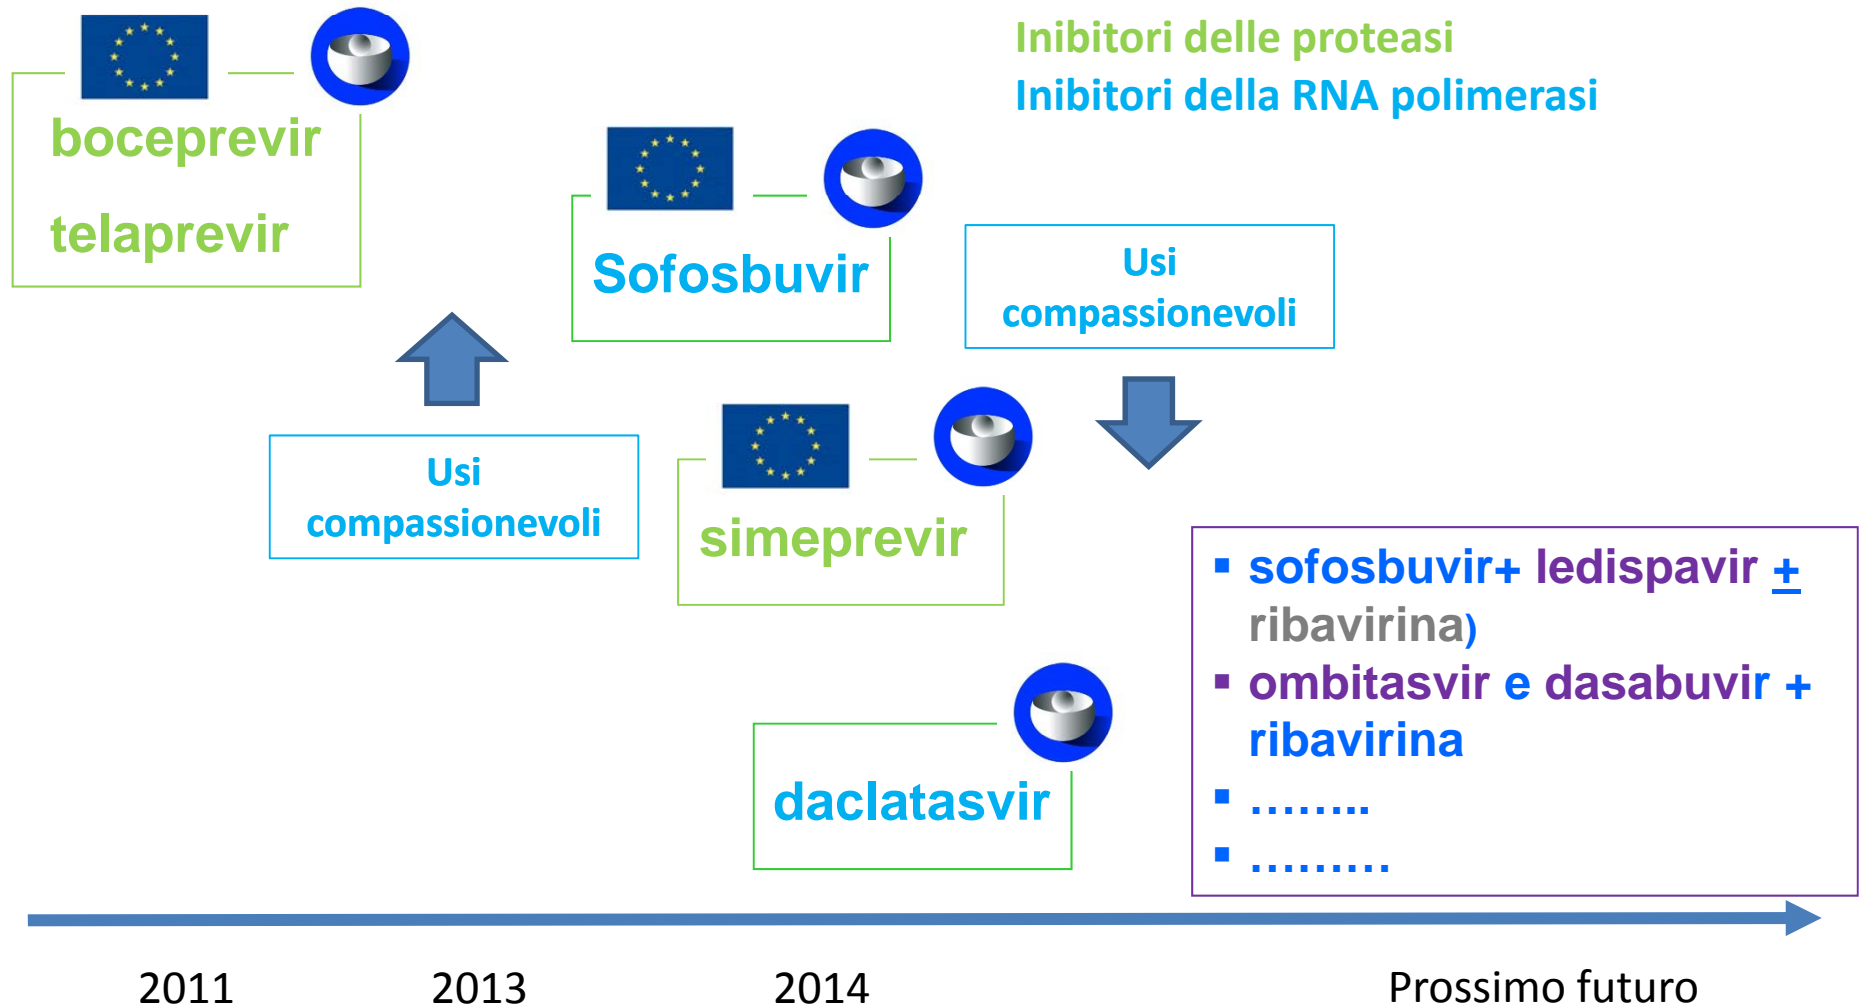 Inibitori delle proteasi
Inibitori della RNA polimerasi
boceprevir
telaprevir
Sofosbuvir
Usi
compassionevoli
Usi
compassionevoli
simeprevir
▪ sofosbuvir+ ledispavir ±
ribavirina)
▪ ombitasvir e dasabuvir +
ribavirina
▪ ……..
▪ ………
daclatasvir
2011 2013 2014 Prossimo futuro